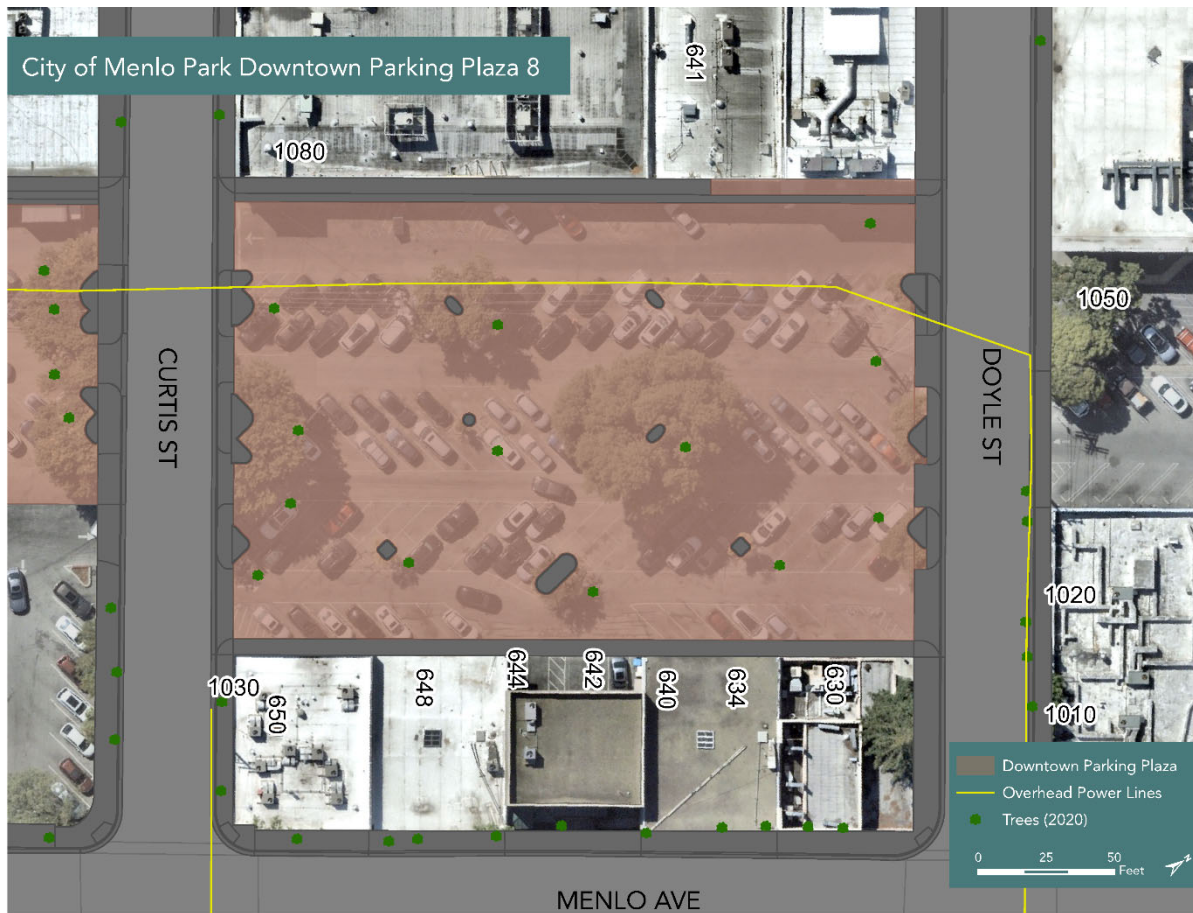 City of Menlo Park Downtown Parking Plaza 8
641
1080
1050
CURTIS ST
DOYLE ST
1020
1030
650
648
644
642
640
634
630
1010
Downtown Parking Plaza
Overhead Power Lines
Trees (2020)
0 25 50
Feet
N
MENLO AVE